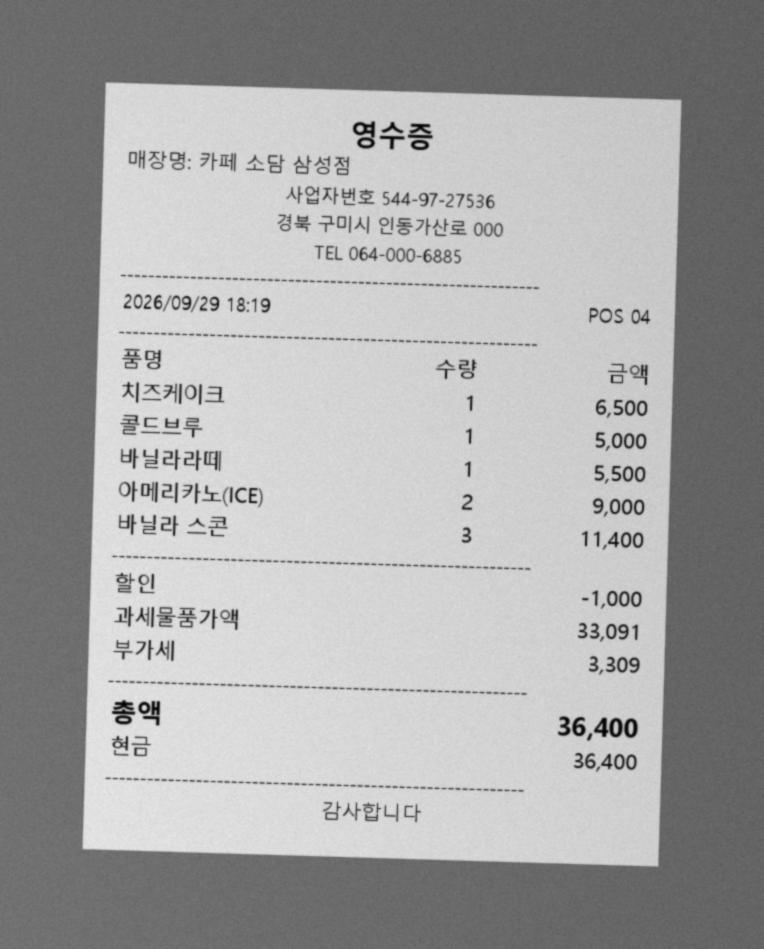 영수증
매장명: 카페 소담 삼성점
사업자번호 544-97-27536
경북 구미시 인동가산로 000
TEL 064-000-6885
2026/09/29 18:19 POS 04
품명 수량 금액
치즈케이크 1 6,500
콜드브루 1 5,000
바닐라라떼 1 5,500
아메리카노(ICE) 2 9,000
바닐라 스콘 3 11,400
할인 -1,000
과세물품가액 33,091
부가세 3,309
총액 36,400
현금 36,400
감사합니다